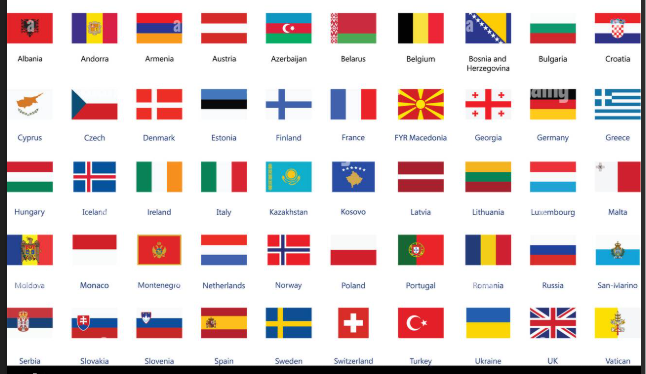 Albania Andorra Armenia Austria Azerbaijan Belarus Belgium Bosnia and Herzegovina Bulgaria Croatia
Cyprus Czech Denmark Estonia Finland France FYR Macedonia Georgia Germany Greece
Hungary Iceland Ireland Italy Kazakhstan Kosovo Latvia Lithuania Luxembourg Malta
Moldova Monaco Montenegro Netherlands Norway Poland Portugal Romania Russia San-Marino
Serbia Slovakia Slovenia Spain Sweden Switzerland Turkey Ukraine UK Vatican